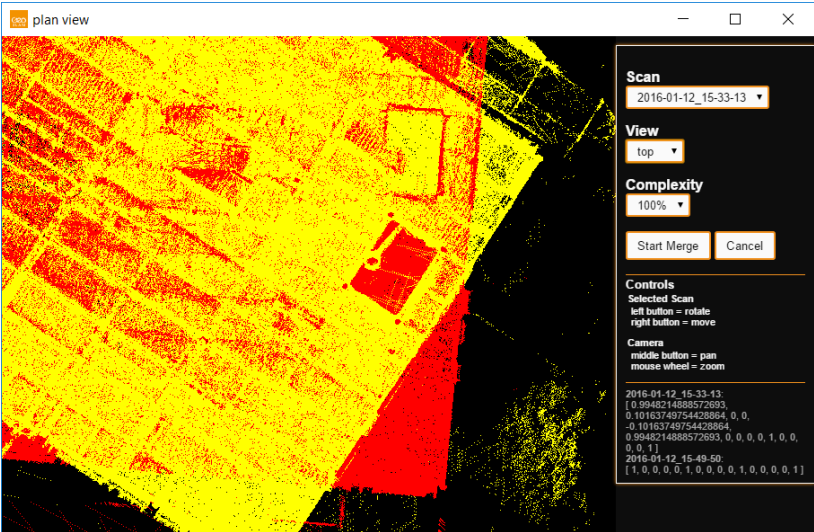 plan view
Scan
2016-01-12_15-33-13
View
top
Complexity
100%
Start Merge Cancel
Controls
Selected Scan
left button = rotate
right button = move
Camera
middle button = pan
mouse wheel = zoom
2016-01-12_15-33-13:
[ 0.9948214888572693,
0.10163749754428864, 0, 0,
-0.10163749754428864,
0.9948214888572693, 0, 0, 0, 0, 1, 0, 0,
0, 0, 1 ]
2016-01-12_15-49-50:
[ 1, 0, 0, 0, 0, 1, 0, 0, 0, 0, 1, 0, 0, 0, 0, 1 ]